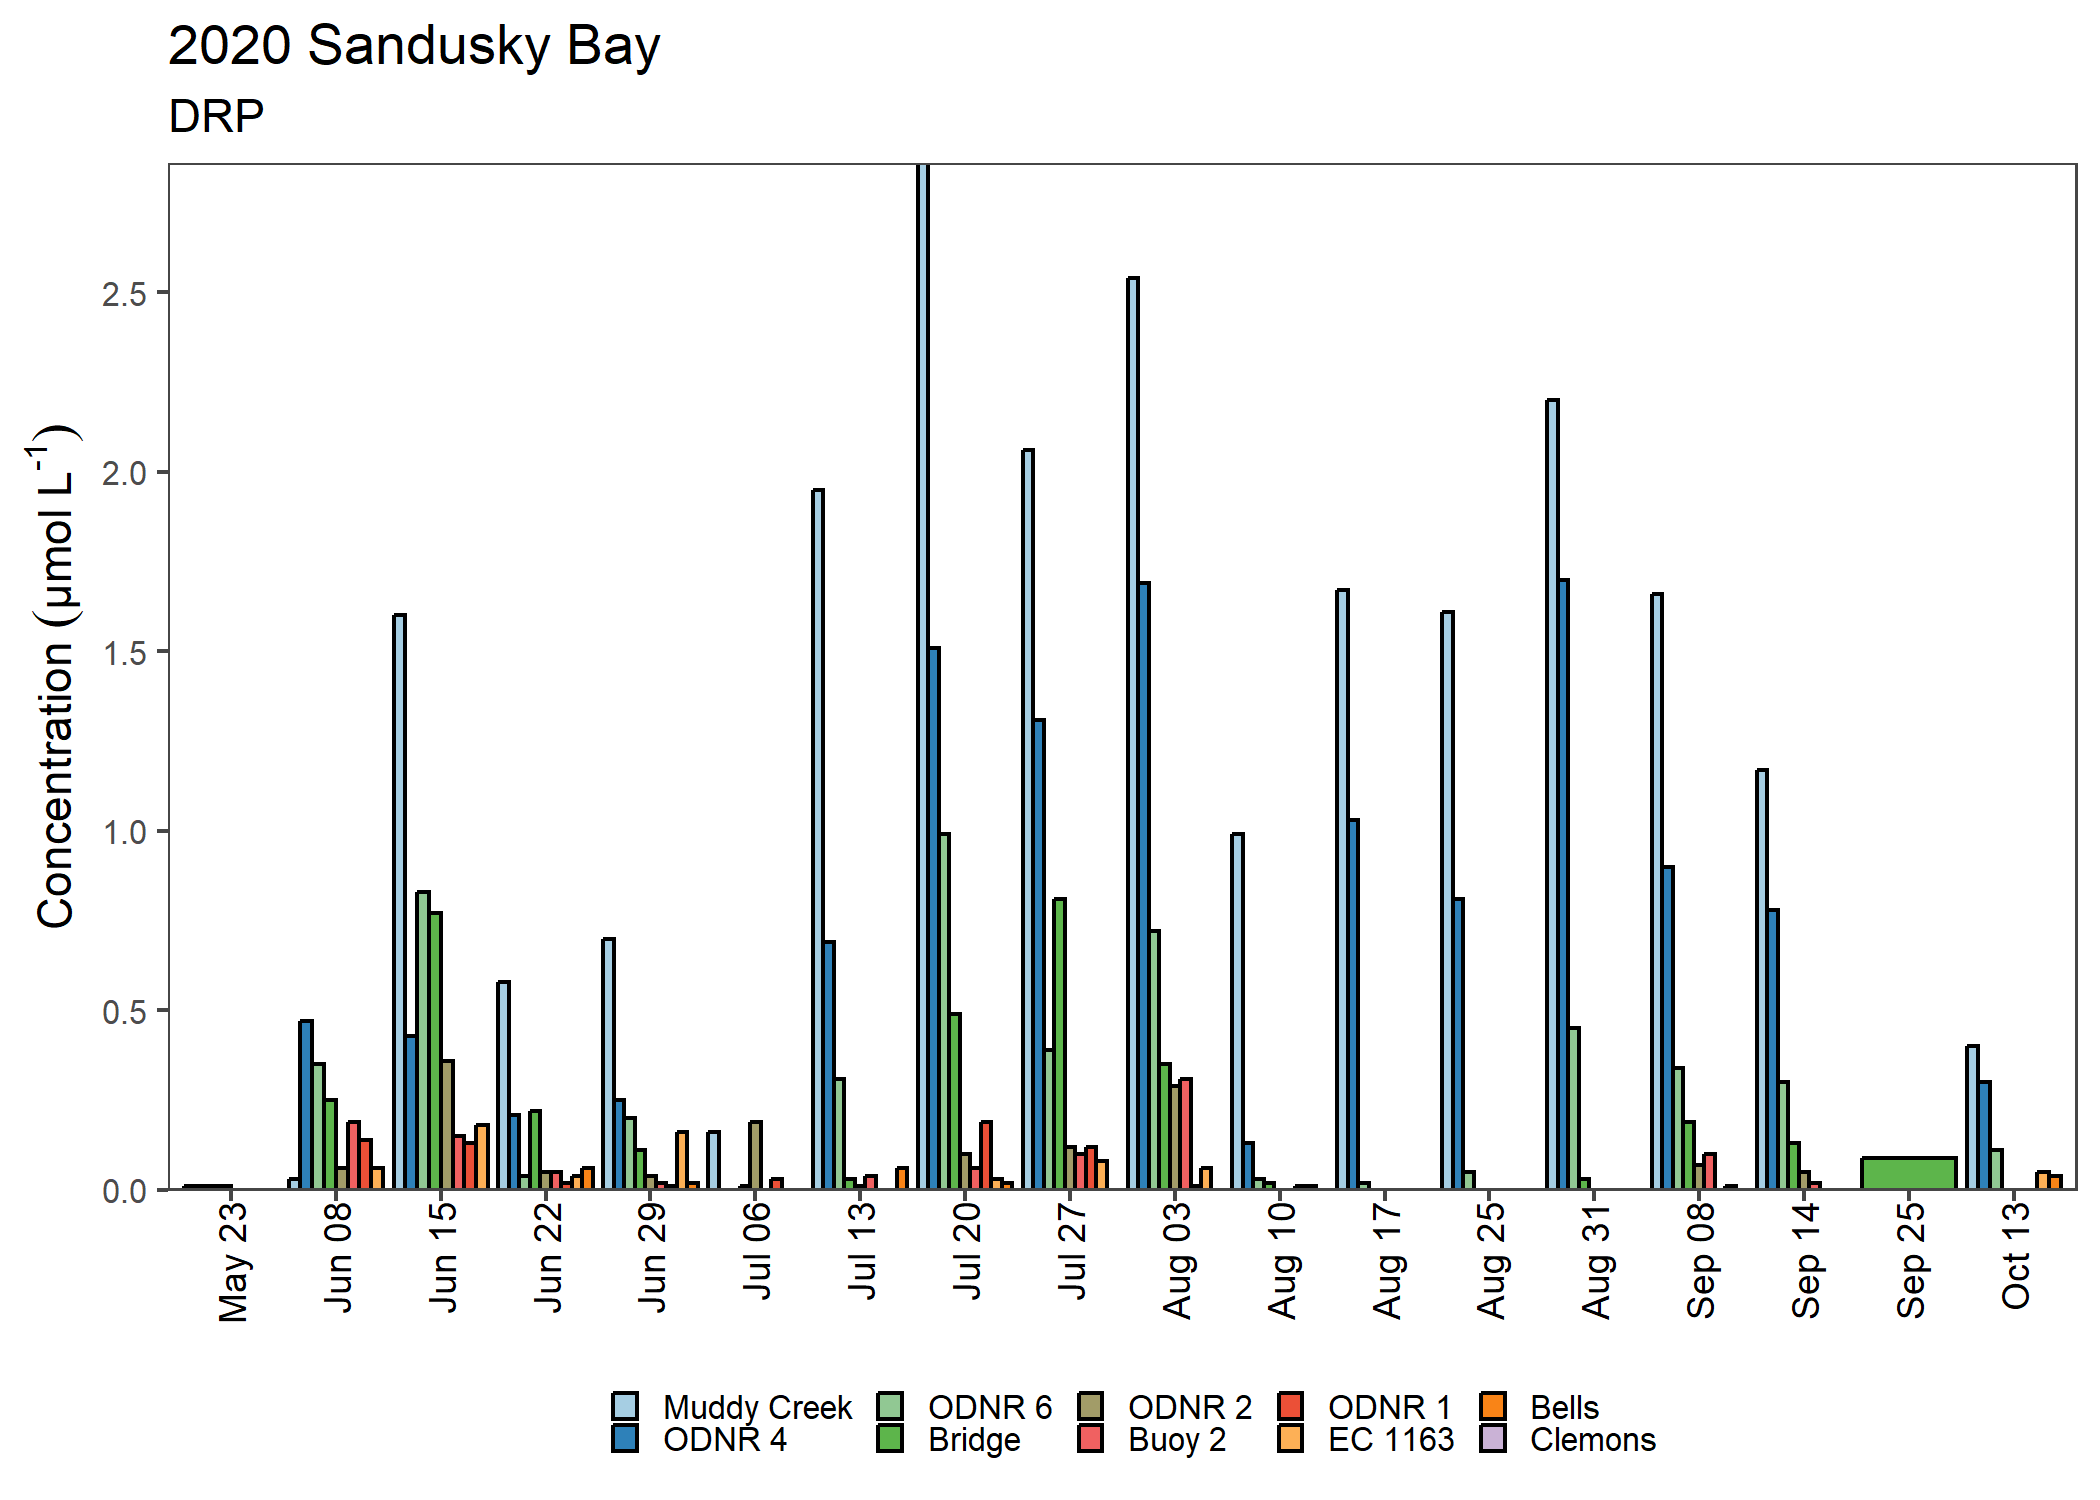 2020 Sandusky Bay
DRP
Concentration (μmol L-1)
2.5
2.0
1.5
1.0
0.5
0.0
May 23
Jun 08
Jun 15
Jun 22
Jun 29
Jul 06
Jul 13
Jul 20
Jul 27
Aug 03
Aug 10
Aug 17
Aug 25
Aug 31
Sep 08
Sep 14
Sep 25
Oct 13
Muddy Creek ODNR 6 ODNR 2 ODNR 1 Bells
ODNR 4 Bridge Buoy 2 EC 1163 Clemons